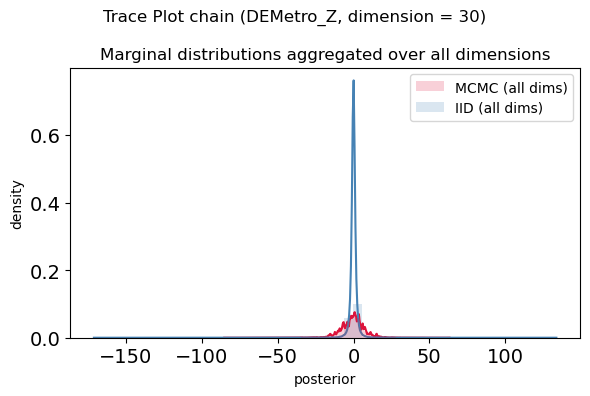 Trace Plot chain (DEMetro_Z, dimension = 30)
Marginal distributions aggregated over all dimensions
MCMC (all dims)
IID (all dims)
density
0.6
0.4
0.2
0.0
−150
−100
−50
0
50
100
posterior